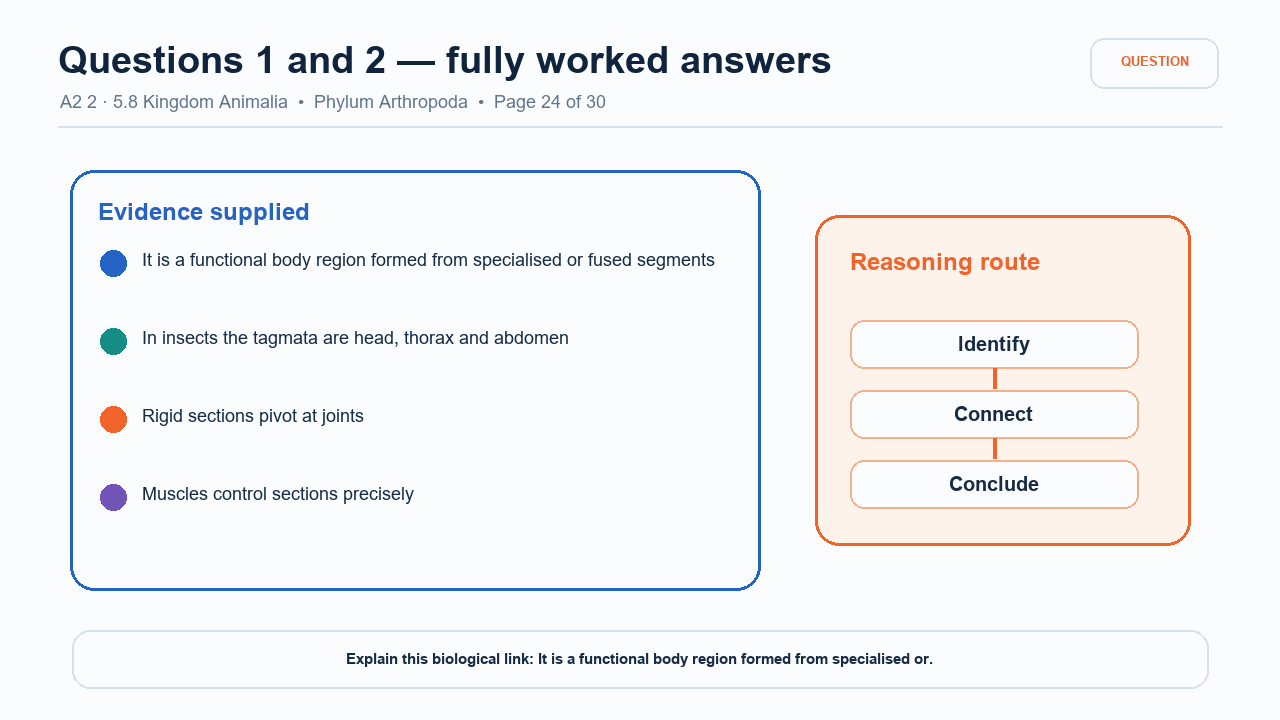 Questions 1 and 2 — fully worked answers
QUESTION
A2 2 · 5.8 Kingdom Animalia • Phylum Arthropoda • Page 24 of 30
Evidence supplied
It is a functional body region formed from specialised or fused segments
In insects the tagmata are head, thorax and abdomen
Rigid sections pivot at joints
Muscles control sections precisely
Reasoning route
Identify
Connect
Conclude
Explain this biological link: It is a functional body region formed from specialised or.